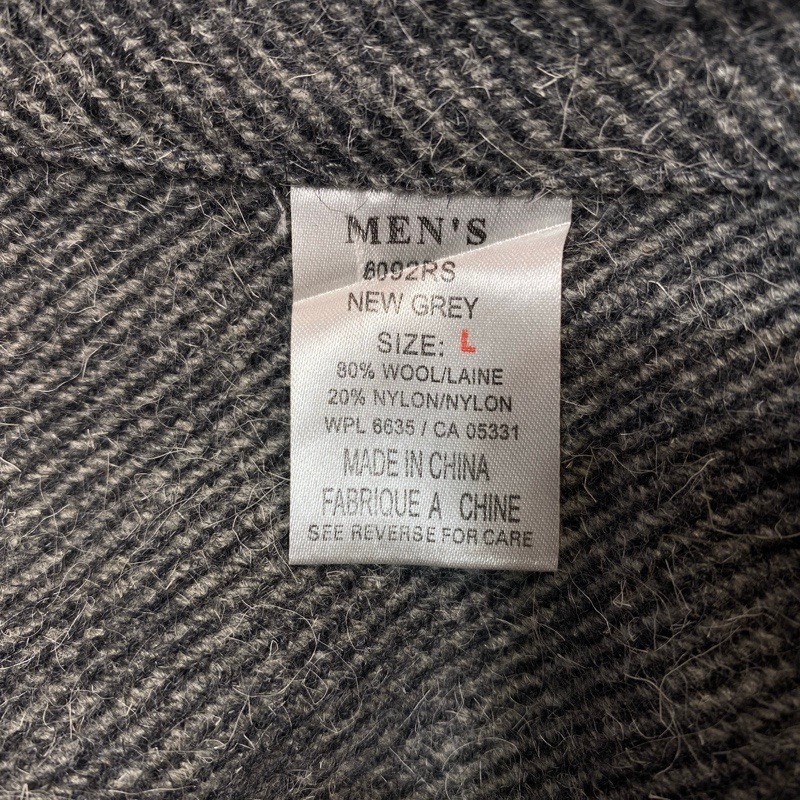 MEN'S
6092RS
NEW GREY
SIZE: L
80% WOOL/LAINE
20% NYLON/NYLON
WPL 6635 / CA 05331
MADE IN CHINA
FABRIQUE A CHINE
SEE REVERSE FOR CARE